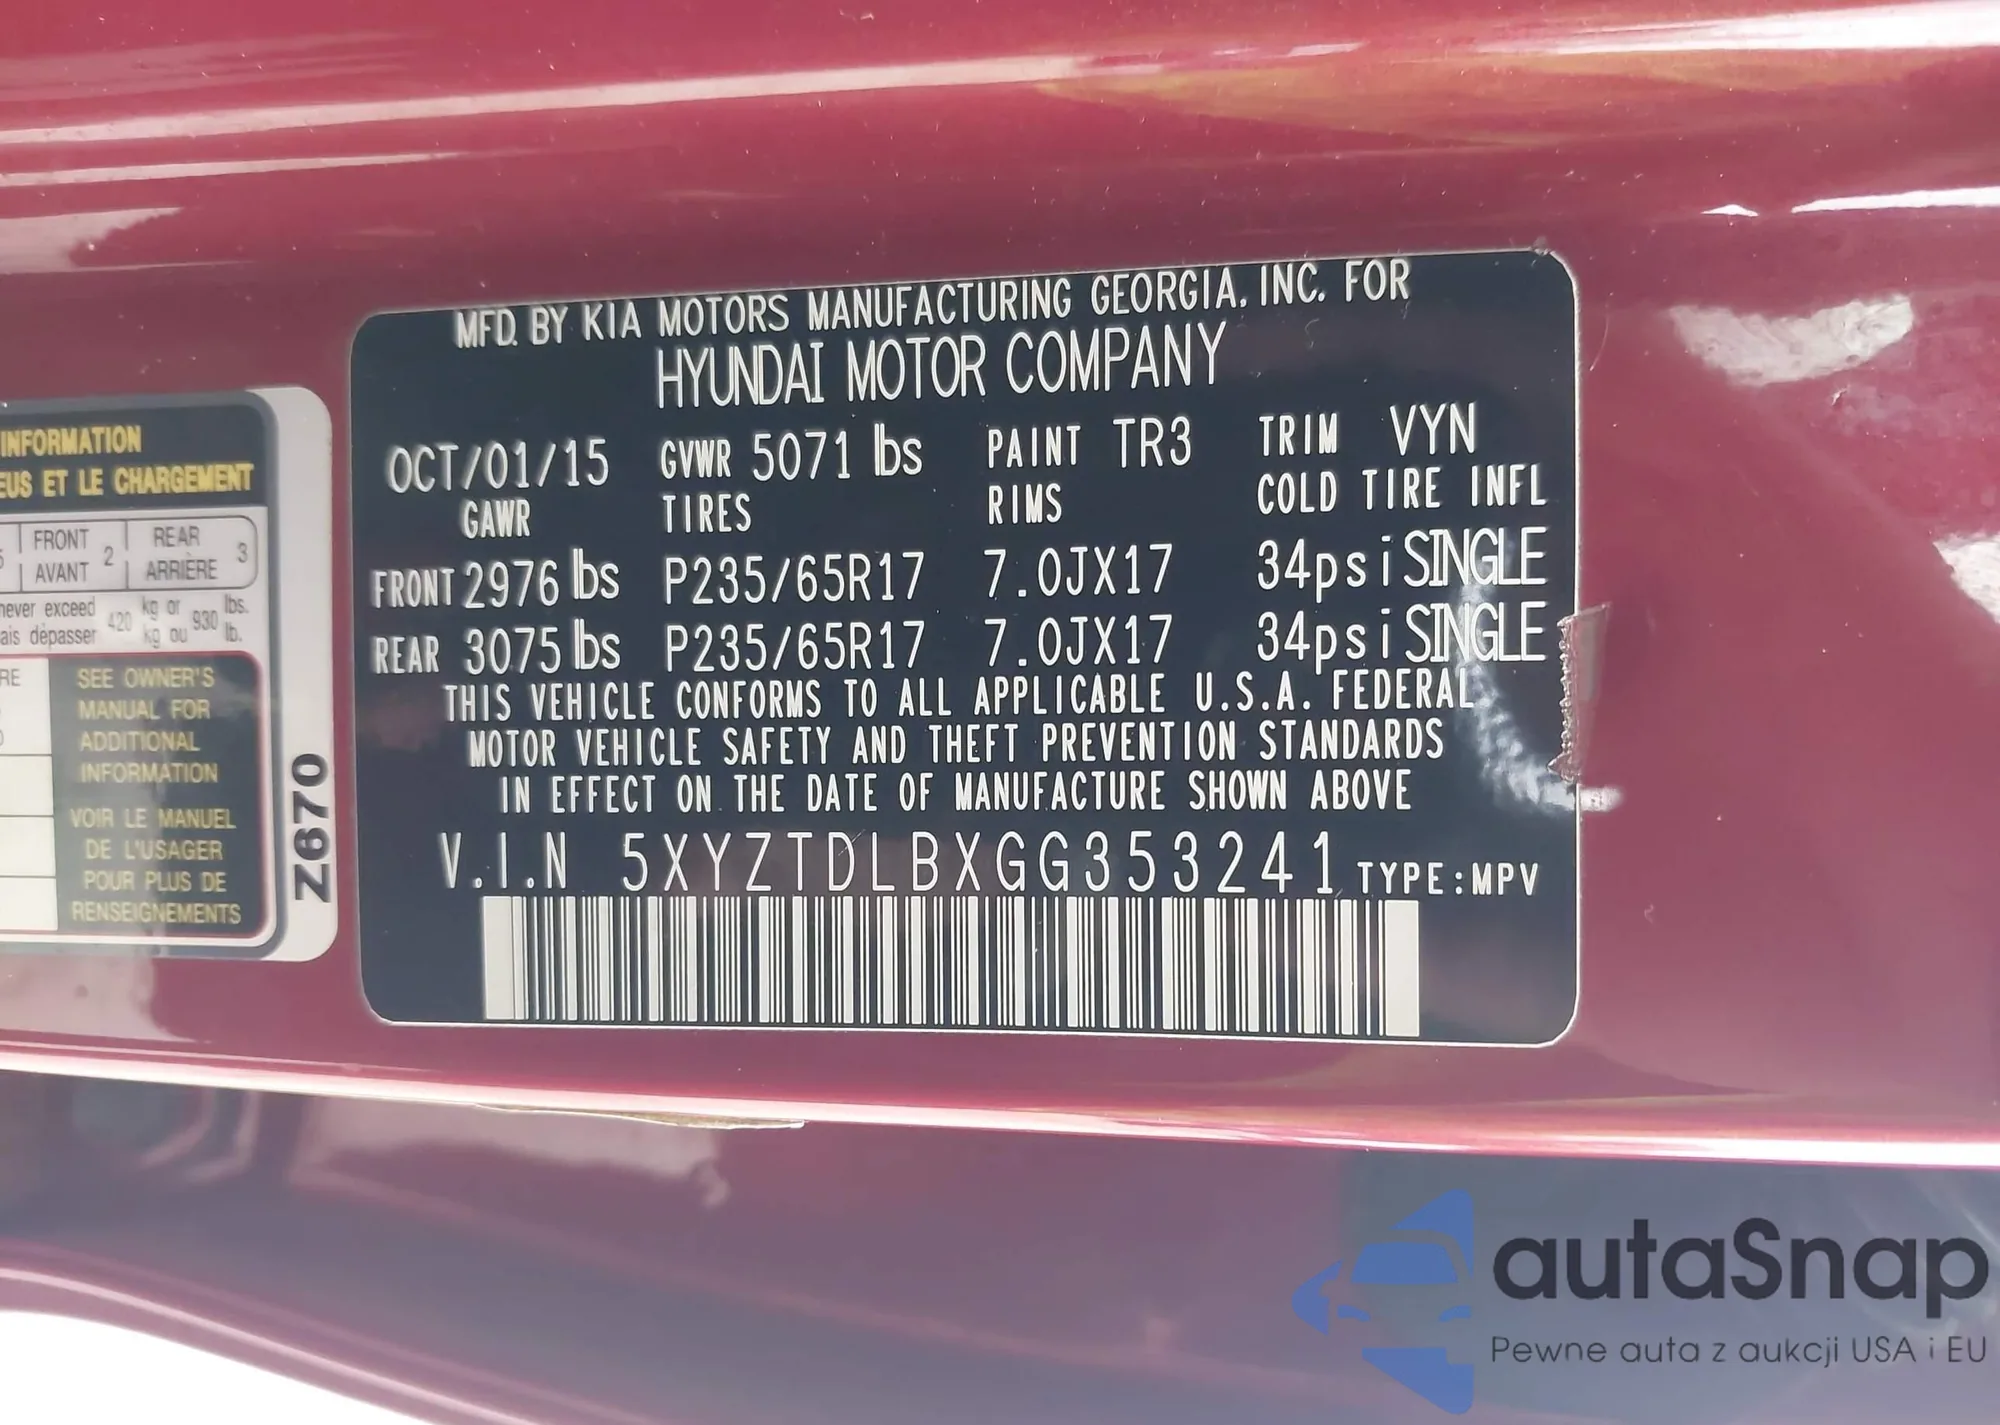 MFD. BY KIA MOTORS MANUFACTURING GEORGIA, INC. FOR
HYUNDAI MOTOR COMPANY
OCT/01/15 GVWR 5071 lbs PAINT TR3 TRIM VYN
GAWR TIRES RIMS COLD TIRE INFL
FRONT 2976 lbs P235/65R17 7.0JX17 34psi SINGLE
REAR 3075 lbs P235/65R17 7.0JX17 34psi SINGLE
THIS VEHICLE CONFORMS TO ALL APPLICABLE U.S.A. FEDERAL
MOTOR VEHICLE SAFETY AND THEFT PREVENTION STANDARDS
IN EFFECT ON THE DATE OF MANUFACTURE SHOWN ABOVE
V.I.N 5XYZTDLBXGG353241 TYPE:MPV
INFORMATION
ET LE CHARGEMENT
FRONT 2 REAR 3
AVANT ARRIÈRE
never exceed 420 kg or 930 lbs.
dépasser kg ou lb.
SEE OWNER'S
MANUAL FOR
ADDITIONAL
INFORMATION
VOIR LE MANUEL
DE L'USAGER
POUR PLUS DE
RENSEIGNEMENTS
Z670
autaSnap
Pewne auta z aukcji USA i EU